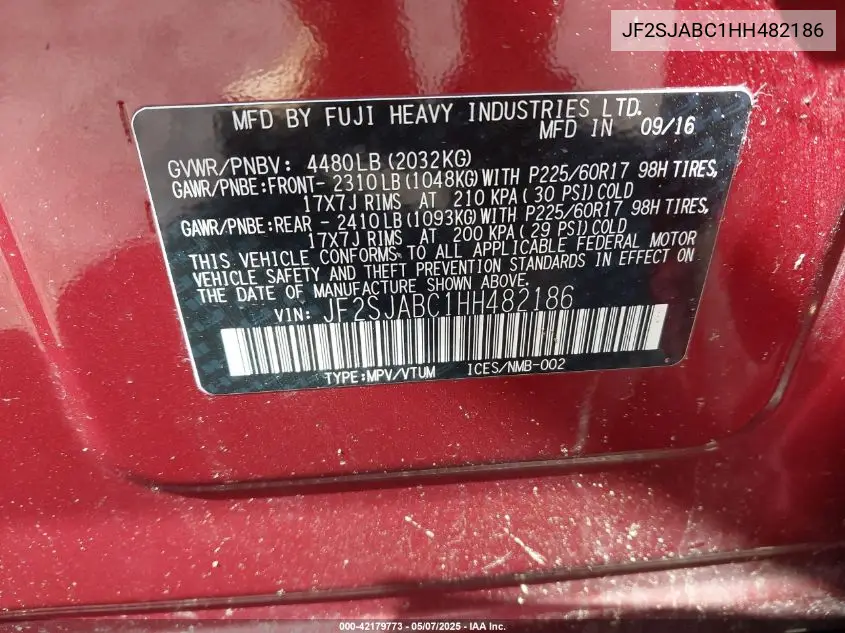 JF2SJABC1HH482186
MFD BY FUJI HEAVY INDUSTRIES LTD.
MFD IN 09/16
GVWR/PNBV: 4480LB (2032KG)
GAWR/PNBE:FRONT- 2310LB (1048KG) WITH P225/60R17 98H TIRES,
17X7J RIMS AT 210 KPA (30 PSI) COLD
GAWR/PNBE:REAR - 2410LB (1093KG) WITH P225/60R17 98H TIRES,
17X7J RIMS AT 200 KPA (29 PSI) COLD
THIS VEHICLE CONFORMS TO ALL APPLICABLE FEDERAL MOTOR
VEHICLE SAFETY AND THEFT PREVENTION STANDARDS IN EFFECT ON
THE DATE OF MANUFACTURE SHOWN ABOVE.
VIN: JF2SJABC1HH482186
TYPE:MPV/VTUM ICES/NMB-002
000-42179773 - 05/07/2025 - IAA Inc.